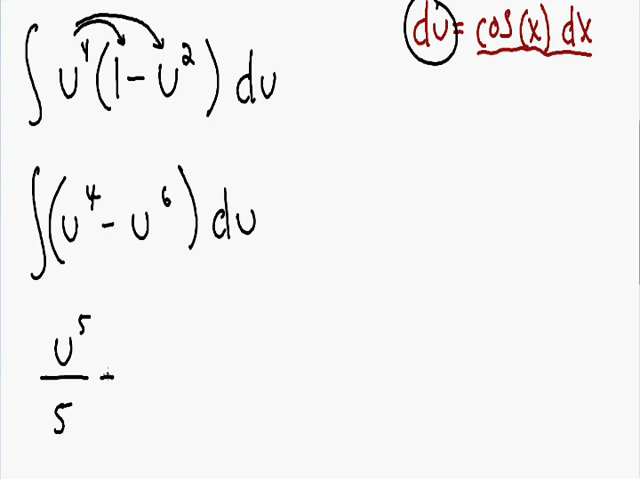 du = cos(x) dx
∫ u⁴(1 − u²) du
∫ (u⁴ − u⁶) du
u⁵/5 −